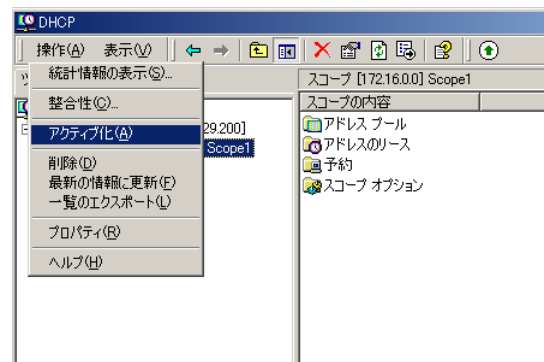 DHCP
操作(A) 表示(V)
統計情報の表示(S)...
スコープ [172.16.0.0] Scope1
整合性(C)...
スコープの内容
アクティブ化(A)
29.200]
アドレス プール
Scope1
アドレスのリース
削除(D)
予約
最新の情報に更新(F)
スコープ オプション
一覧のエクスポート(L)
プロパティ(R)
ヘルプ(H)